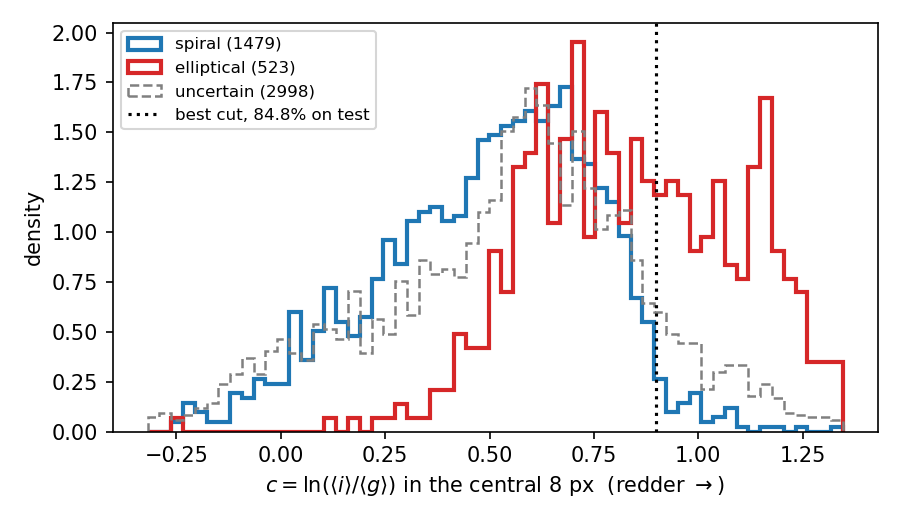 2.00
1.75
1.50
1.25
1.00
0.75
0.50
0.25
0.00
density
spiral (1479)
elliptical (523)
uncertain (2998)
best cut, 84.8% on test
−0.25 0.00 0.25 0.50 0.75 1.00 1.25
c = ln(⟨i⟩/⟨g⟩) in the central 8 px (redder →)